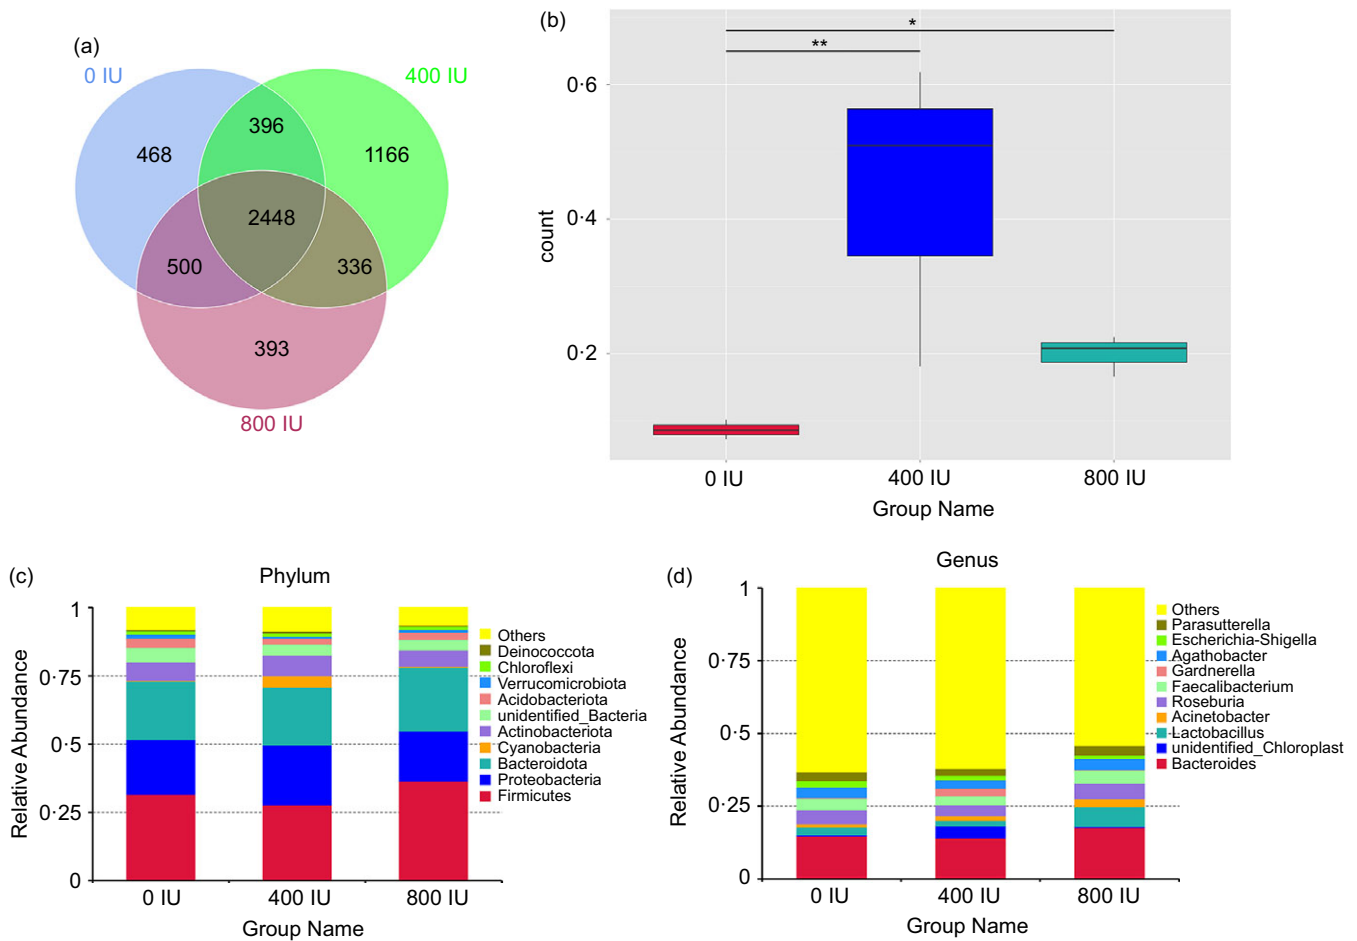 (a)
0 IU
400 IU
396
468
1166
2448
500
336
393
800 IU
(b)
*
**
0·6
0·4
0·2
count
0 IU
400 IU
800 IU
Group Name
(c)
Phylum
1
0·75
0·5
0·25
0
Relative Abundance
0 IU
400 IU
800 IU
Group Name
Others
Deinococcota
Chloroflexi
Verrucomicrobiota
Acidobacteriota
unidentified_Bacteria
Actinobacteriota
Cyanobacteria
Bacteroidota
Proteobacteria
Firmicutes
(d)
Genus
1
0·75
0·5
0·25
0
Relative Abundance
0 IU
400 IU
800 IU
Group Name
Others
Parasutterella
Escherichia-Shigella
Agathobacter
Gardnerella
Faecalibacterium
Roseburia
Acinetobacter
Lactobacillus
unidentified_Chloroplast
Bacteroides